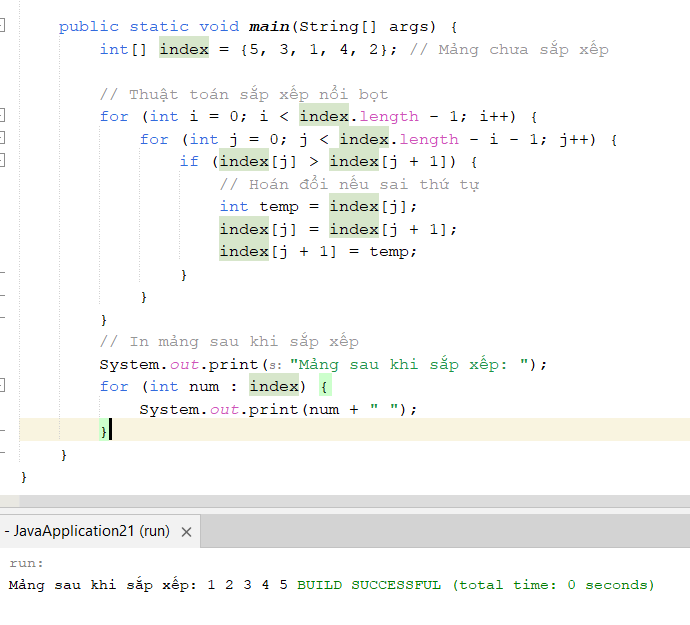 public static void main(String[] args) {
int[] index = {5, 3, 1, 4, 2}; // Mảng chưa sắp xếp
// Thuật toán sắp xếp nổi bọt
for (int i = 0; i < index.length - 1; i++) {
for (int j = 0; j < index.length - i - 1; j++) {
if (index[j] > index[j + 1]) {
// Hoán đổi nếu sai thứ tự
int temp = index[j];
index[j] = index[j + 1];
index[j + 1] = temp;
}
}
}
// In mảng sau khi sắp xếp
System.out.print(s: "Mảng sau khi sắp xếp: ");
for (int num : index) {
System.out.print(num + " ");
}
}
}
- JavaApplication21 (run) ×
run:
Mảng sau khi sắp xếp: 1 2 3 4 5 BUILD SUCCESSFUL (total time: 0 seconds)